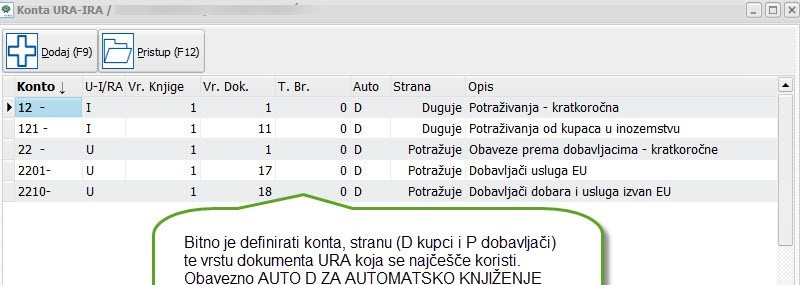 Konta URA-IRA /
Dodaj (F9) Pristup (F12)
Konto ↓ U-I/RA Vr. Knjige Vr. Dok. T. Br. Auto Strana Opis
12 - I 1 1 0 D Duguje Potraživanja - kratkoročna
121 - I 1 11 0 D Duguje Potraživanja od kupaca u inozemstvu
22 - U 1 1 0 D Potražuje Obaveze prema dobavljacima - kratkoročne
2201- U 1 17 0 D Potražuje Dobavljači usluga EU
2210- U 1 18 0 D Potražuje Dobavljači dobara i usluga izvan EU
Bitno je definirati konta, stranu (D kupci i P dobavljači)
te vrstu dokumenta URA koja se najčešče koristi.
Obavezno AUTO D ZA AUTOMATSKO KNJIŽENJE